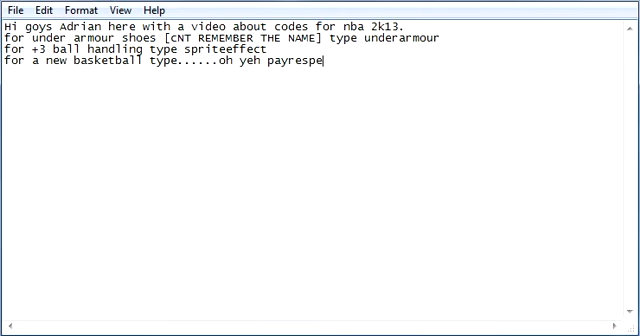 File Edit Format View Help
Hi goys Adrian here with a video about codes for nba 2k13.
for under armour shoes [CNT REMEMBER THE NAME] type underarmour
for +3 ball handling type spriteeffect
for a new basketball type......oh yeh payrespe